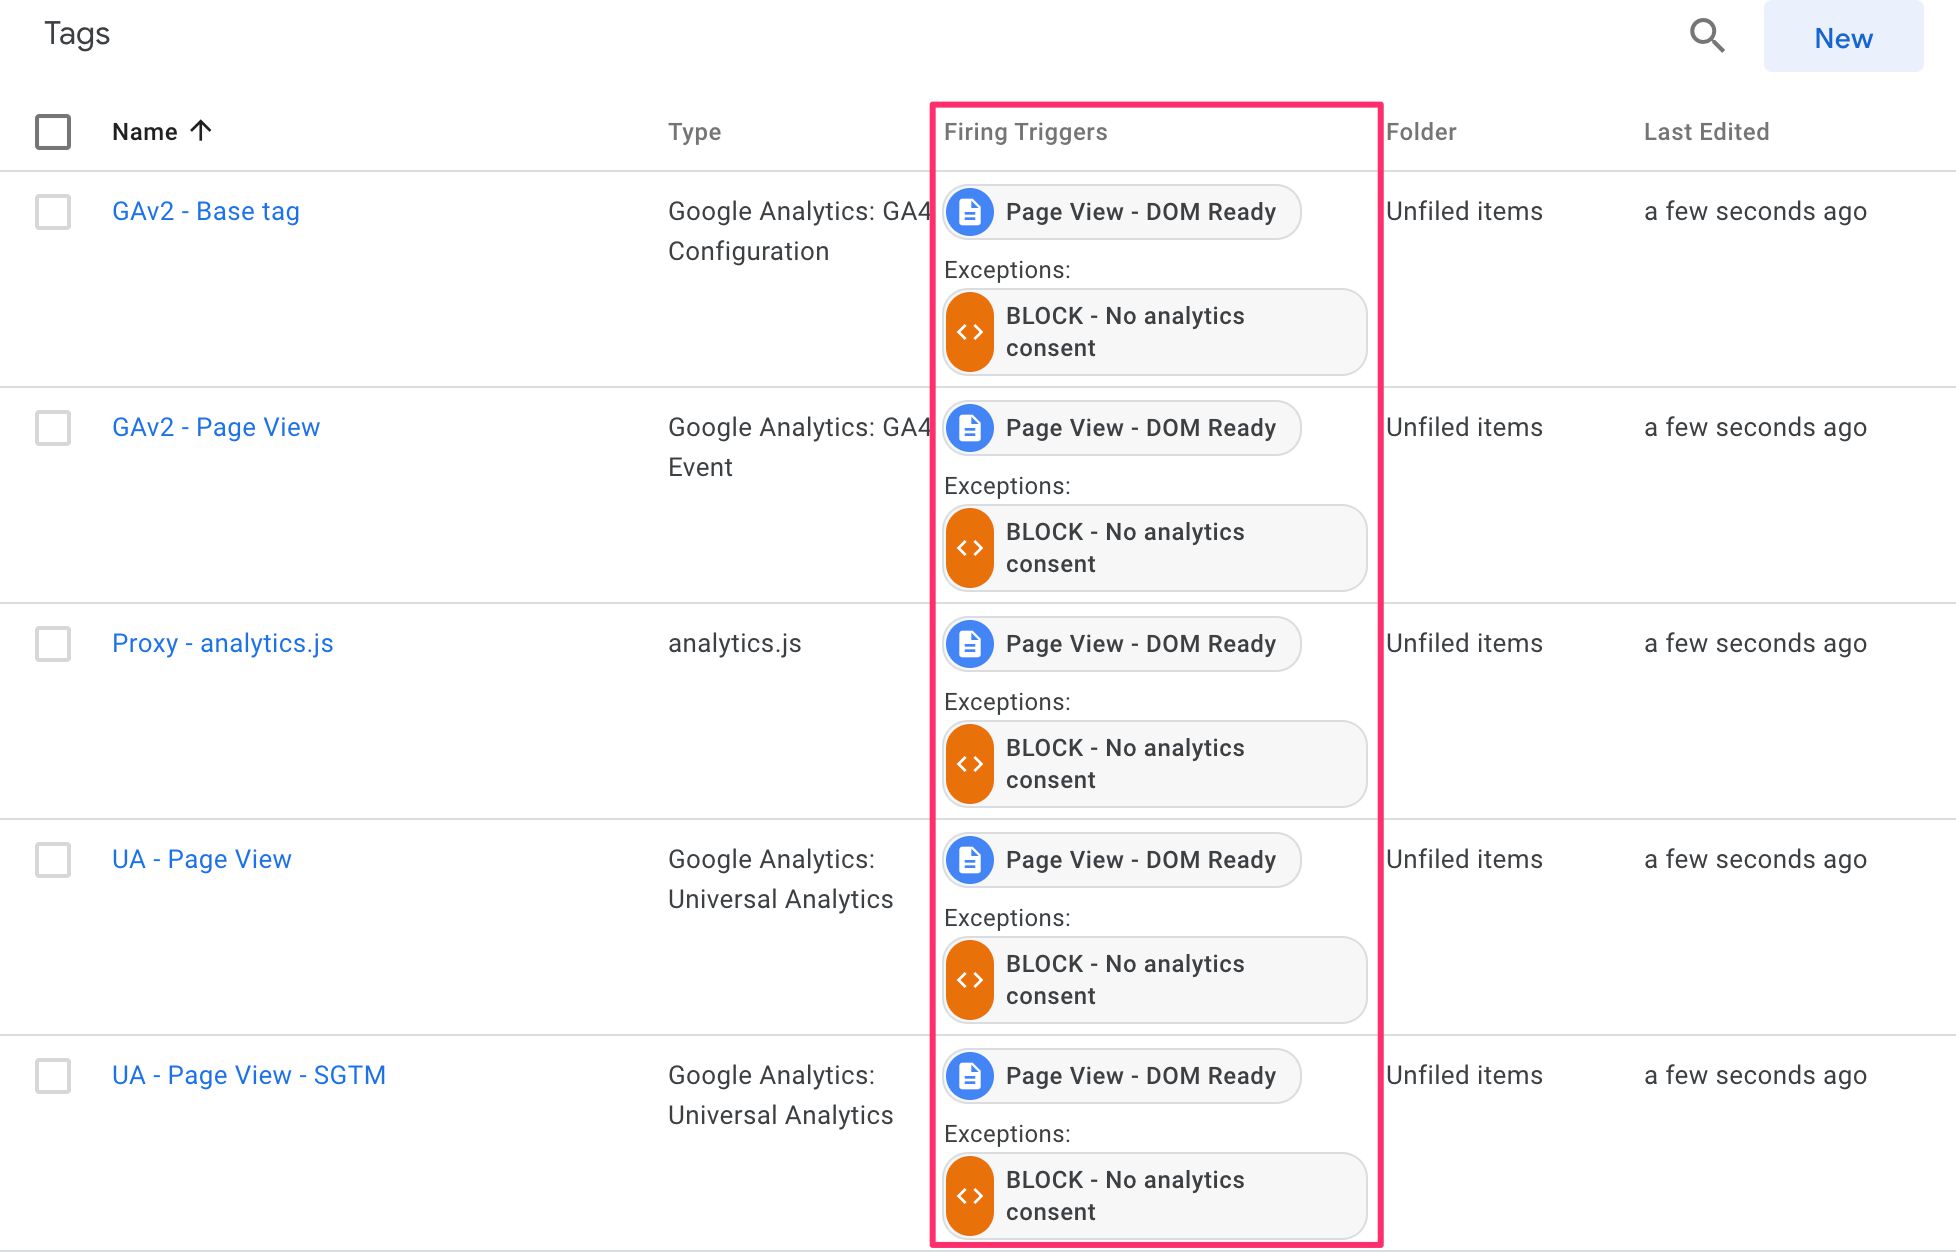 Tags
New
Name Type Firing Triggers Folder Last Edited
GAv2 - Base tag Google Analytics: GA4 Page View - DOM Ready Unfiled items a few seconds ago
Configuration
Exceptions:
BLOCK - No analytics
consent
GAv2 - Page View Google Analytics: GA4 Page View - DOM Ready Unfiled items a few seconds ago
Event
Exceptions:
BLOCK - No analytics
consent
Proxy - analytics.js analytics.js Page View - DOM Ready Unfiled items a few seconds ago
Exceptions:
BLOCK - No analytics
consent
UA - Page View Google Analytics: Page View - DOM Ready Unfiled items a few seconds ago
Universal Analytics
Exceptions:
BLOCK - No analytics
consent
UA - Page View - SGTM Google Analytics: Page View - DOM Ready Unfiled items a few seconds ago
Universal Analytics
Exceptions:
BLOCK - No analytics
consent